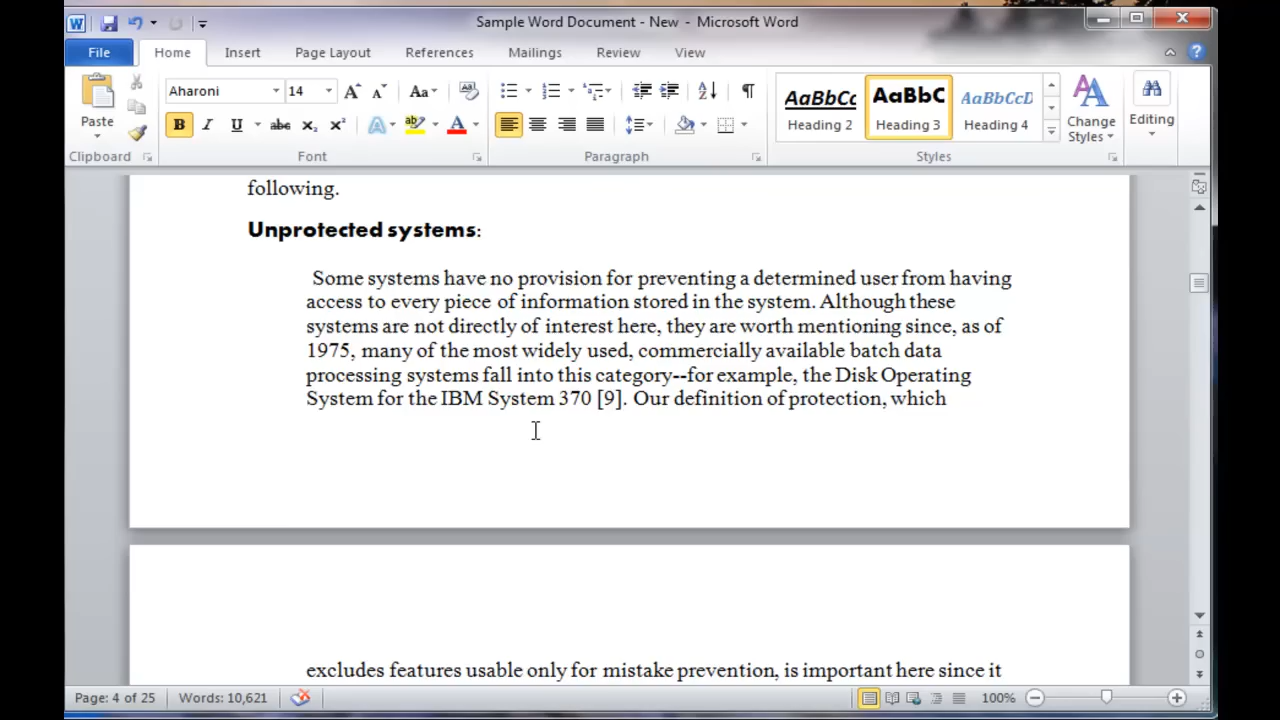 Sample Word Document - New - Microsoft Word
File Home Insert Page Layout References Mailings Review View
Paste
Clipboard
Aharoni 14
Font
Paragraph
AaBbCc AaBbC AaBbCcD
Heading 2 Heading 3 Heading 4
Change Styles
Styles
Editing
following.
Unprotected systems:
Some systems have no provision for preventing a determined user from having
access to every piece of information stored in the system. Although these
systems are not directly of interest here, they are worth mentioning since, as of
1975, many of the most widely used, commercially available batch data
processing systems fall into this category--for example, the Disk Operating
System for the IBM System 370 [9]. Our definition of protection, which
excludes features usable only for mistake prevention, is important here since it
Page: 4 of 25 Words: 10,621 100%